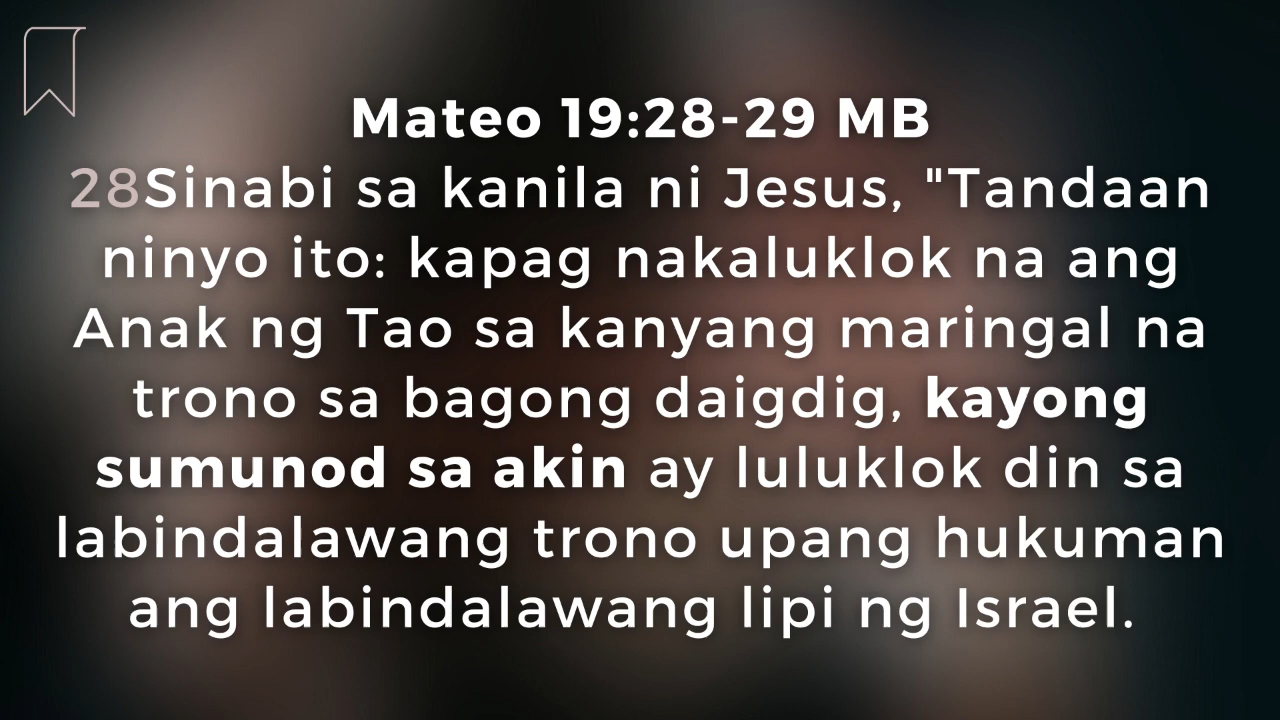 Mateo 19:28-29 MB
28Sinabi sa kanila ni Jesus, "Tandaan
ninyo ito: kapag nakaluklok na ang
Anak ng Tao sa kanyang maringal na
trono sa bagong daigdig, kayong
sumunod sa akin ay luluklok din sa
labindalawang trono upang hukuman
ang labindalawang lipi ng Israel.